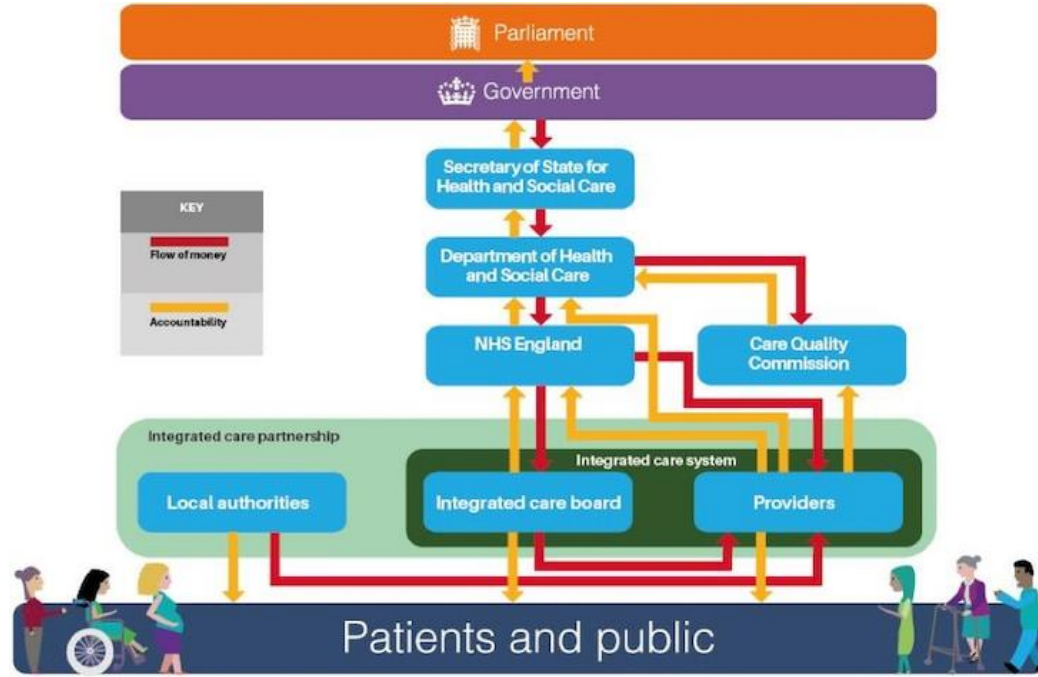 Parliament
Government
Secretary of State for
Health and Social Care
KEY
Flow of money
Accountability
Department of Health
and Social Care
NHS England
Care Quality
Commission
Integrated care partnership
Integrated care system
Local authorities
Integrated care board
Providers
Patients and public